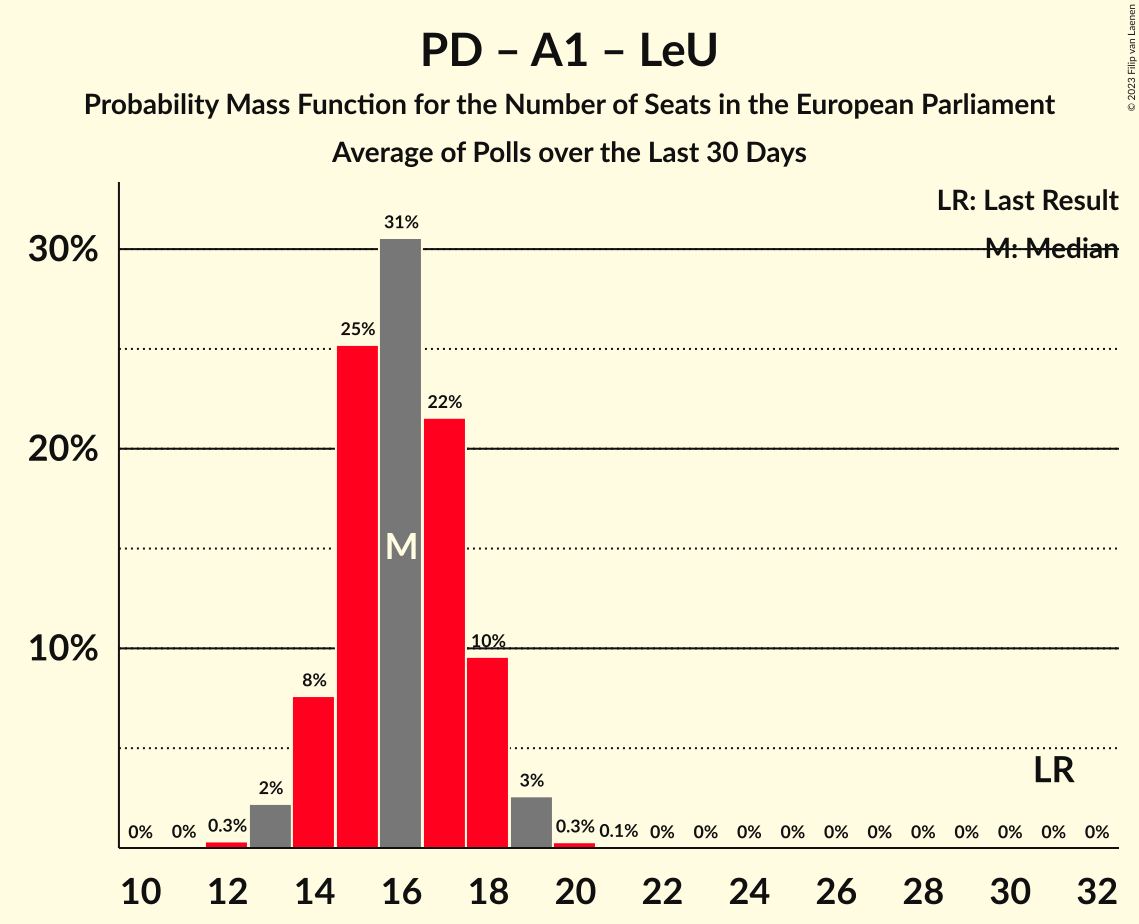 PD – A1 – LeU
Probability Mass Function for the Number of Seats in the European Parliament
Average of Polls over the Last 30 Days
© 2023 Filip van Laenen
LR: Last Result
M: Median
30%
20%
10%
0%
0%
0.3%
2%
8%
25%
31%
22%
10%
3%
0.3%
0.1%
0%
0%
0%
0%
0%
0%
0%
0%
0%
0%
0%
M
LR
10 12 14 16 18 20 22 24 26 28 30 32